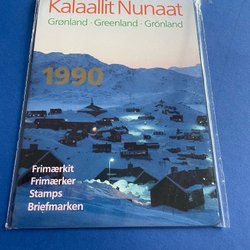 Kalaallit Nunaat
Grønland · Greenland · Grönland
1990
Frimærkit
Frimærker
Stamps
Briefmarken